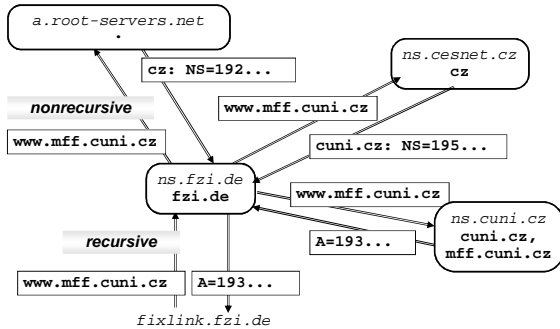 a.root-servers.net
.
cz: NS=192...
ns.cesnet.cz
cz
nonrecursive
www.mff.cuni.cz
www.mff.cuni.cz
cuni.cz: NS=195...
ns.fzi.de
fzi.de
www.mff.cuni.cz
ns.cuni.cz
cuni.cz,
mff.cuni.cz
recursive
A=193...
www.mff.cuni.cz
A=193...
fixlink.fzi.de